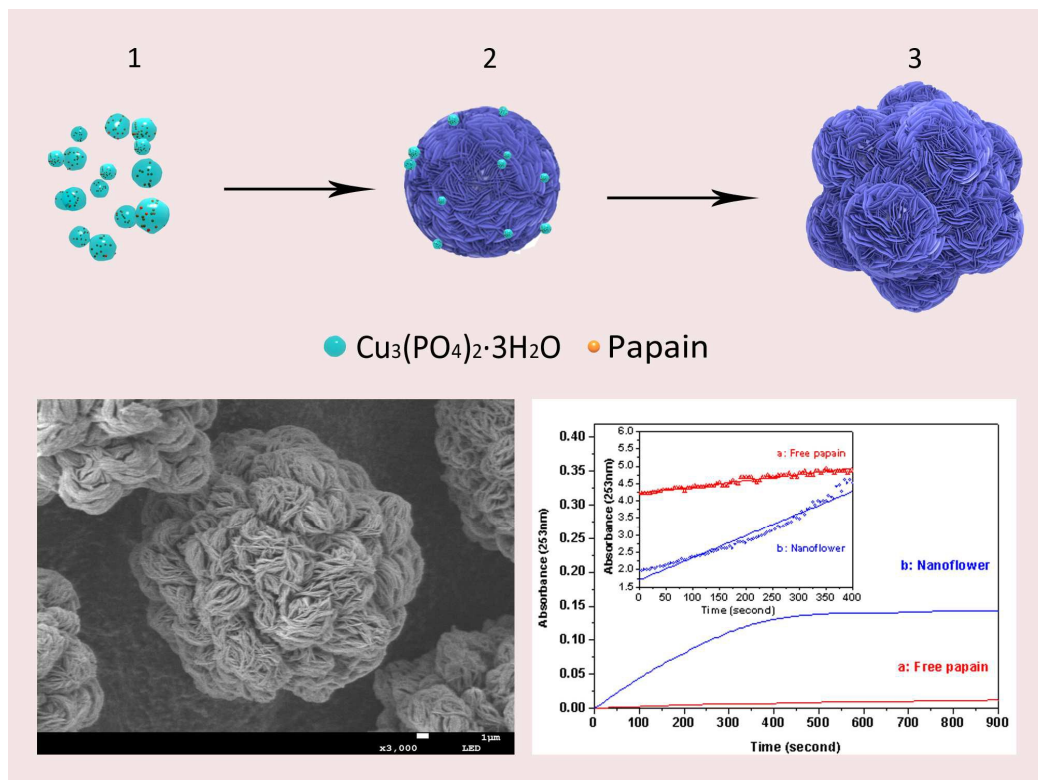 1
2
3
Cu₃(PO₄)₂·3H₂O
Papain
1μm
x3,000
LED
Absorbance (253nm)
0.40
0.35
0.30
0.25
0.20
0.15
0.10
0.05
0.00
0 100 200 300 400 500 600 700 800 900
Time (second)
b: Nanoflower
a: Free papain
Absorbance (253nm)
6.0
5.5
5.0
4.5
4.0
3.5
3.0
2.5
2.0
1.5
0 50 100 150 200 250 300 350 400
Time (second)
a: Free papain
b: Nanoflower